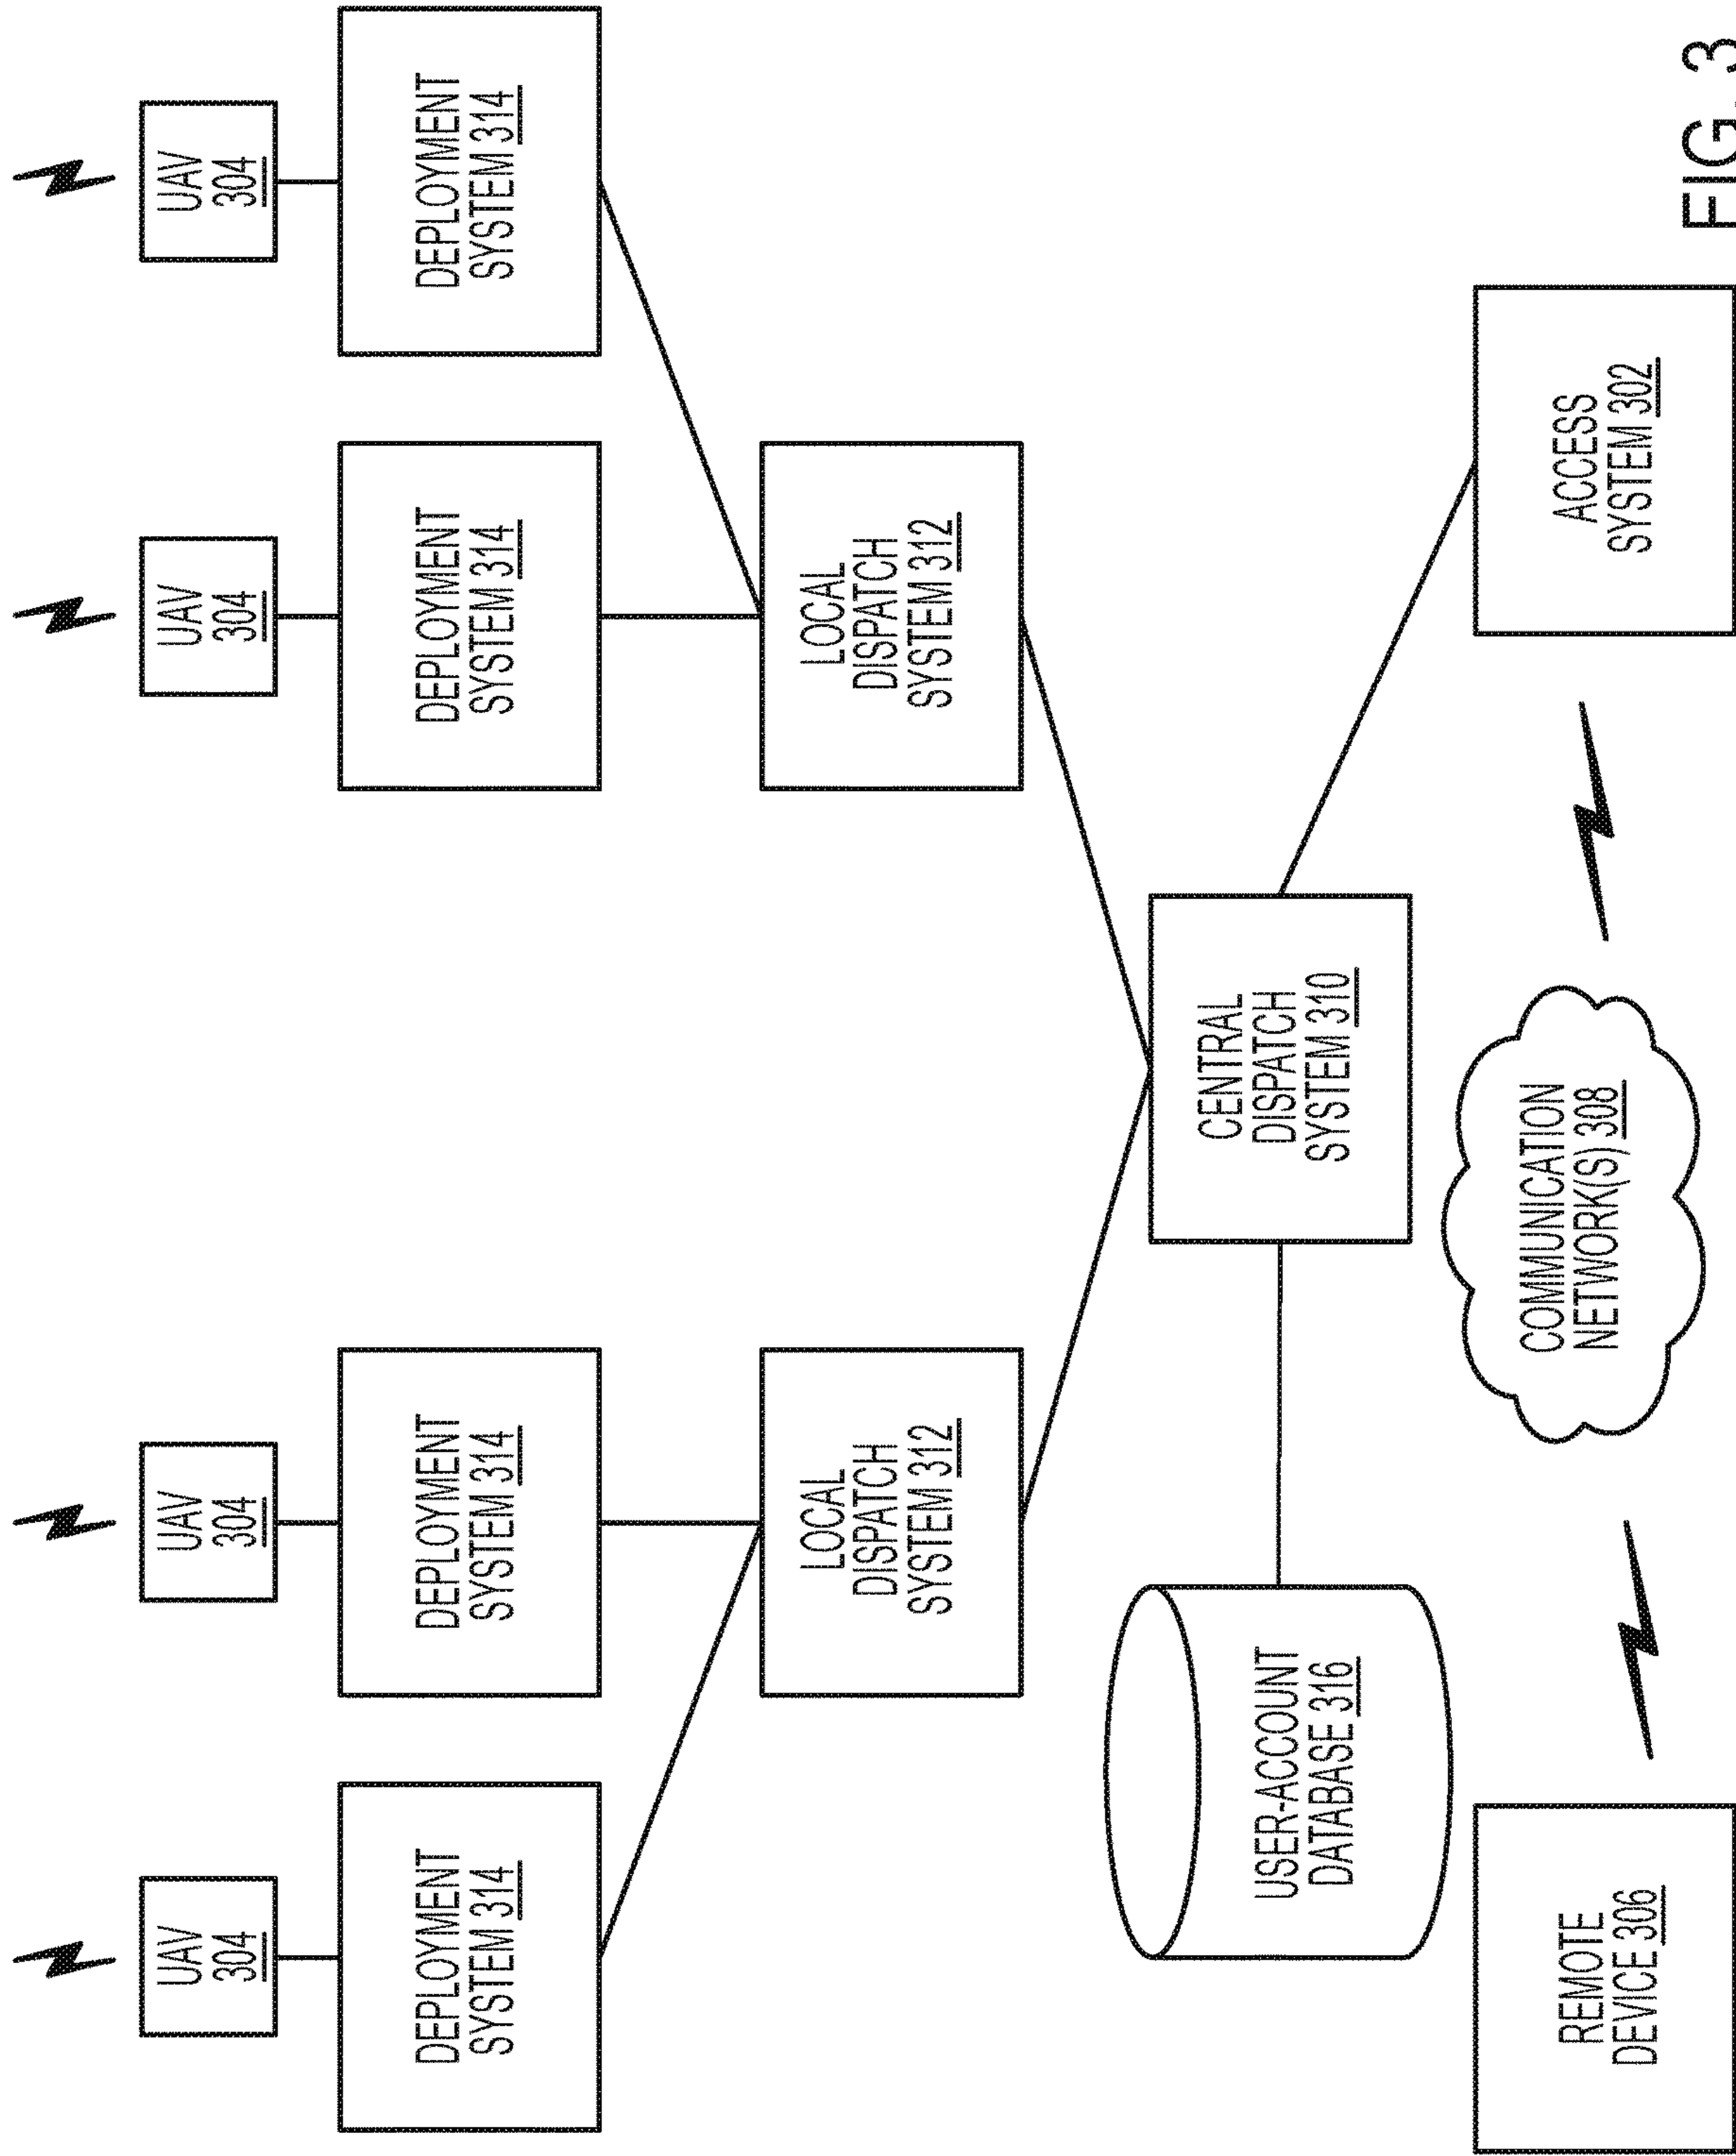 UAV
304
UAV
304
UAV
304
UAV
304
DEPLOYMENT
SYSTEM 314
DEPLOYMENT
SYSTEM 314
DEPLOYMENT
SYSTEM 314
DEPLOYMENT
SYSTEM 314
LOCAL
DISPATCH
SYSTEM 312
LOCAL
DISPATCH
SYSTEM 312
USER-ACCOUNT
DATABASE 316
CENTRAL
DISPATCH
SYSTEM 310
REMOTE
DEVICE 306
COMMUNICATION
NETWORK(S) 308
ACCESS
SYSTEM 302
FIG. 3